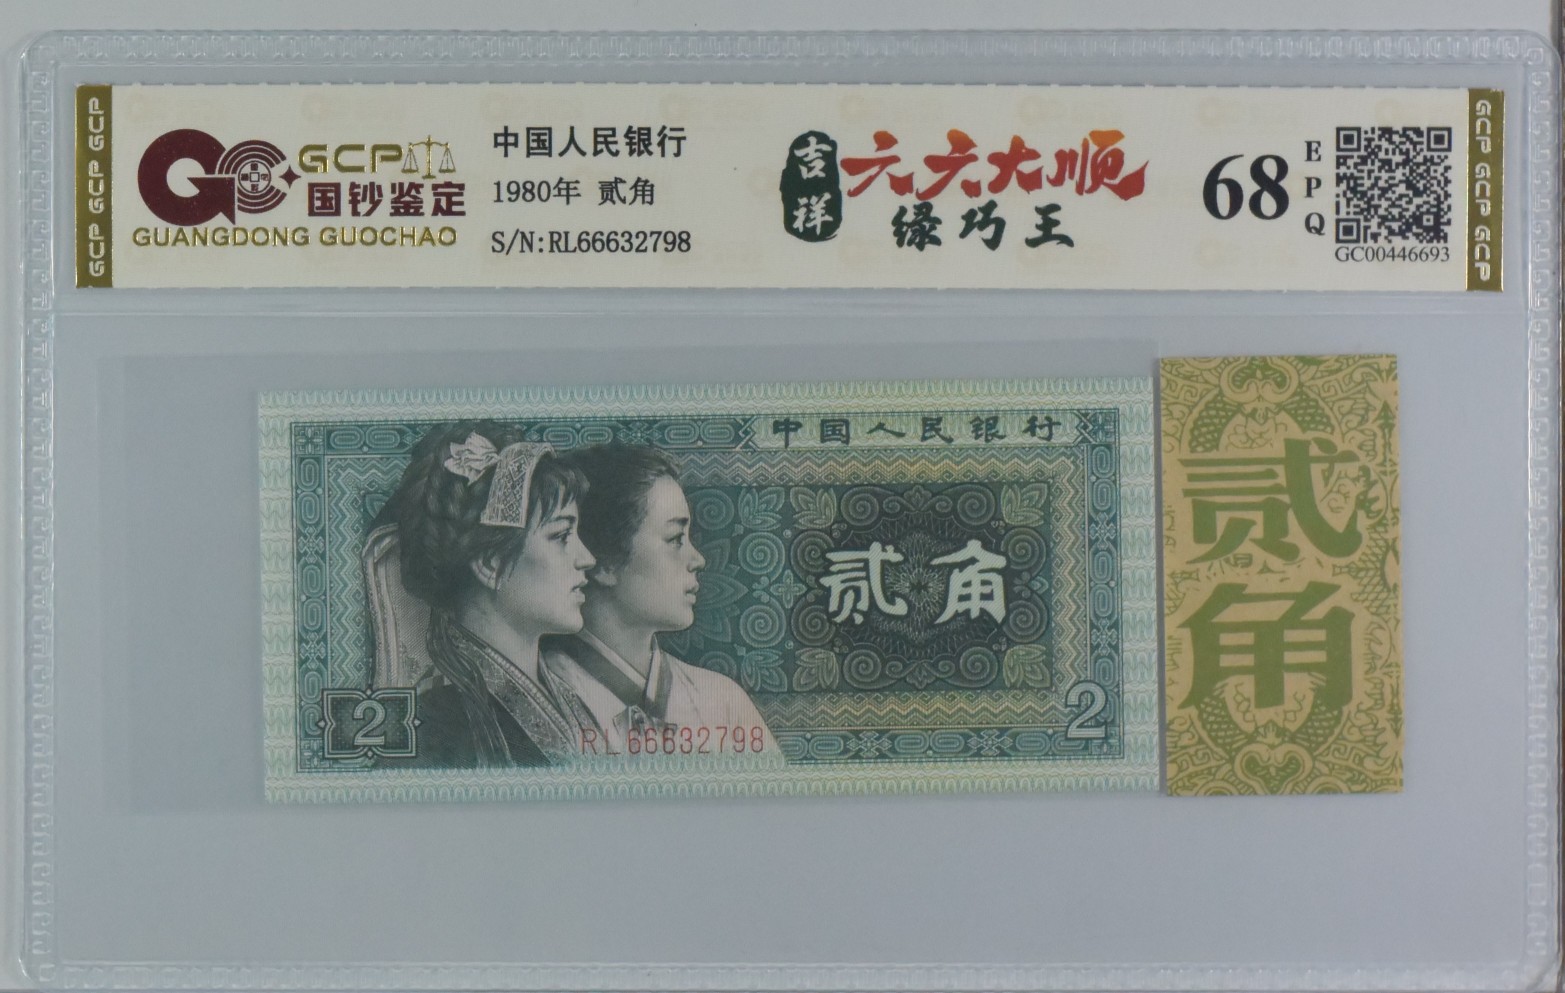 GCP GCP GCP
GCP
国钞鉴定
GUANGDONG GUOCHAO
中国人民银行
1980年 贰角
S/N:RL66632798
吉祥
六六大顺
绿巧王
68
EPQ
GC00446693
GCP GCP GCP
中国人民银行
2
贰角
2
2
RL66632798
贰角